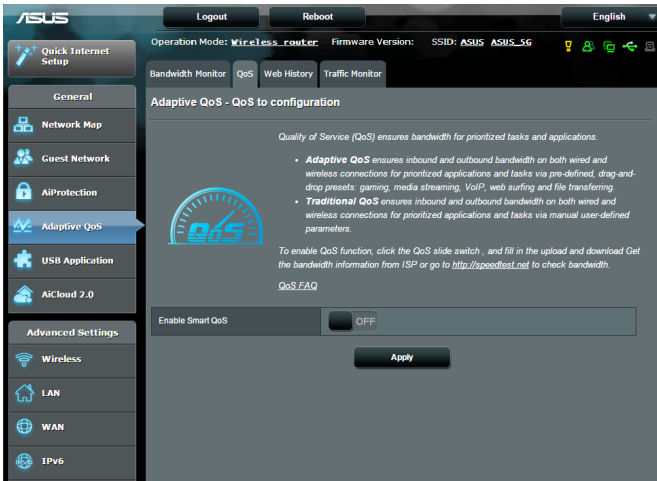 ASUS
Logout
Reboot
English
Quick Internet
Setup
Operation Mode: Wireless router Firmware Version: SSID: ASUS ASUS_5G
Bandwidth Monitor
QoS
Web History
Traffic Monitor
General
Network Map
Guest Network
AiProtection
Adaptive QoS
USB Application
AiCloud 2.0
Advanced Settings
Wireless
LAN
WAN
IPv6
Adaptive QoS - QoS to configuration
Quality of Service (QoS) ensures bandwidth for prioritized tasks and applications.
• Adaptive QoS ensures inbound and outbound bandwidth on both wired and
wireless connections for prioritized applications and tasks via pre-defined, drag-and-
drop presets: gaming, media streaming, VoIP, web surfing and file transferring.
• Traditional QoS ensures inbound and outbound bandwidth on both wired and
wireless connections for prioritized applications and tasks via manual user-defined
parameters.
QoS
To enable QoS function, click the QoS slide switch , and fill in the upload and download Get
the bandwidth information from ISP or go to http://speedtest.net to check bandwidth.
QoS FAQ
Enable Smart QoS
OFF
Apply